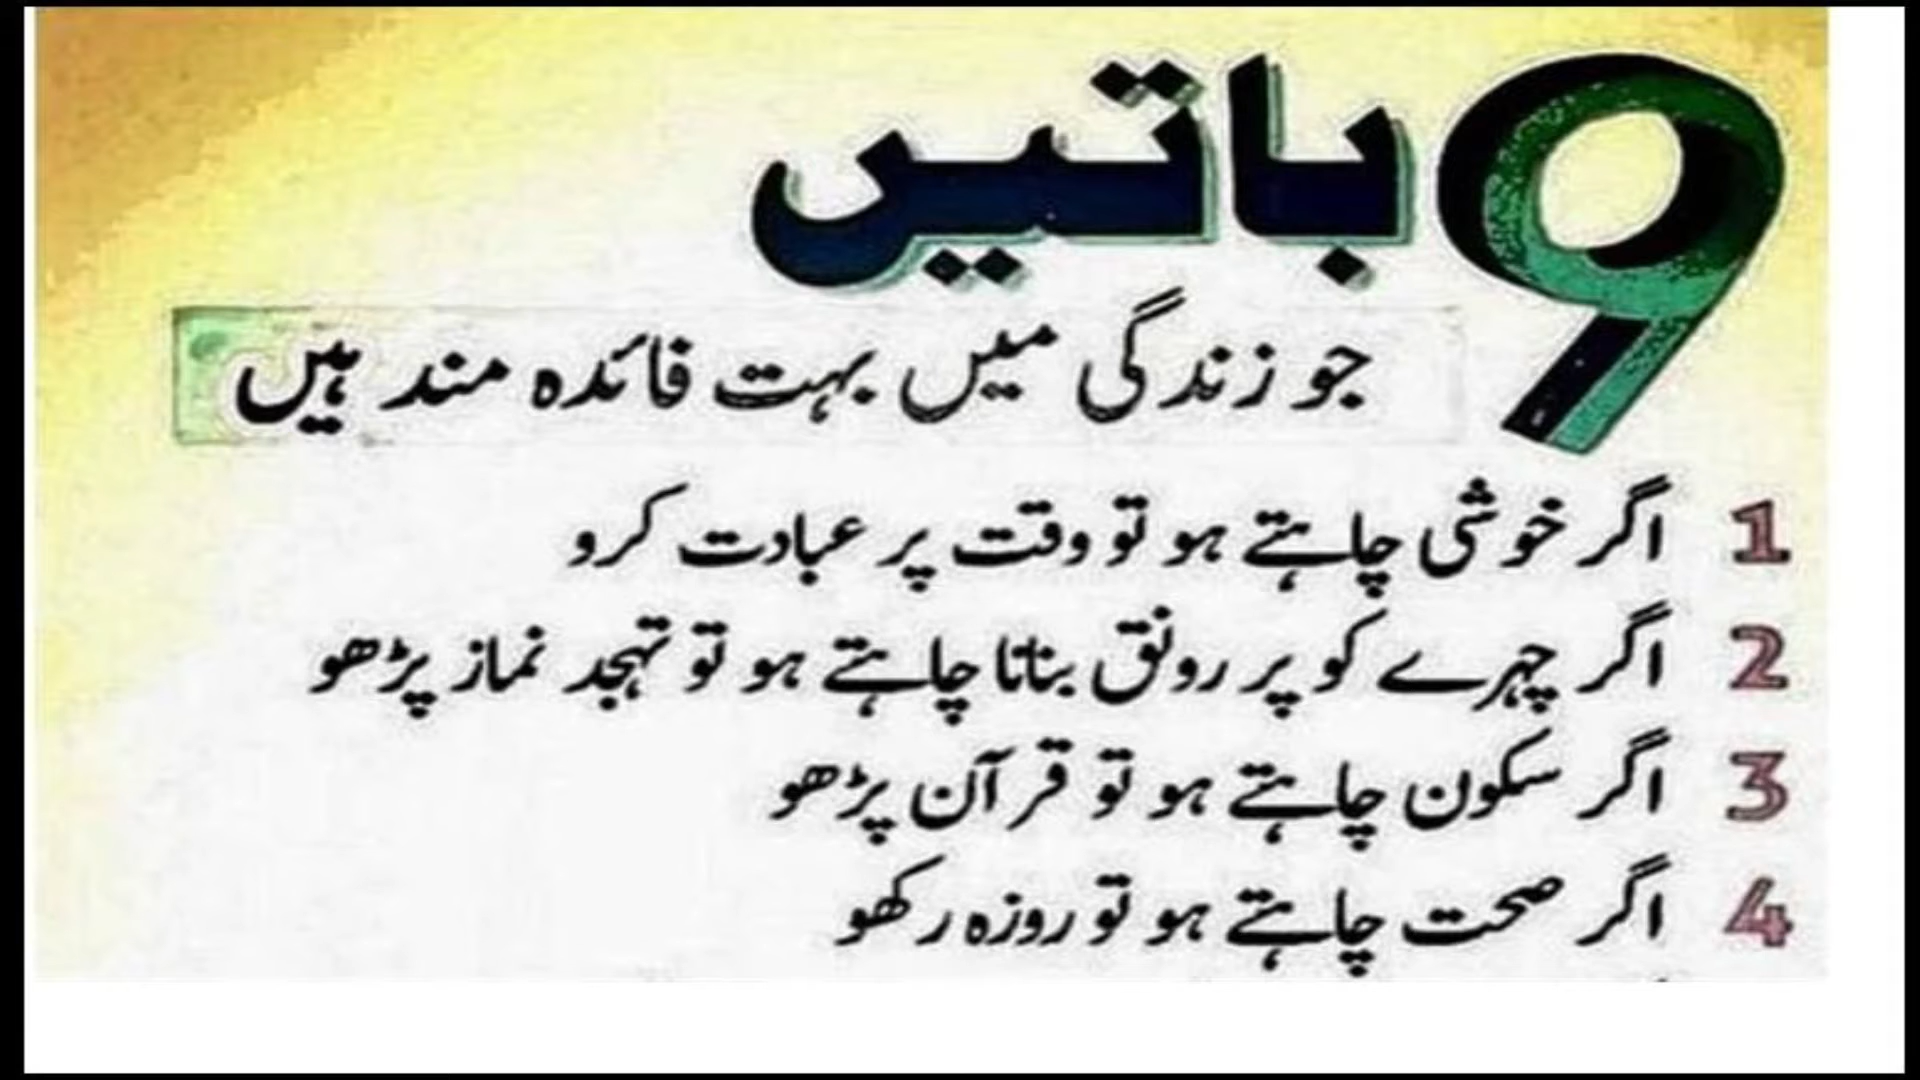 9 باتیں
جو زندگی میں بہت فائدہ مند ہیں
1 اگر خوشی چاہتے ہو تو وقت پر عبادت کرو
2 اگر چہرے کو پر رونق بنانا چاہتے ہو تو تہجد نماز پڑھو
3 اگر سکون چاہتے ہو تو قرآن پڑھو
4 اگر صحت چاہتے ہو تو روزہ رکھو